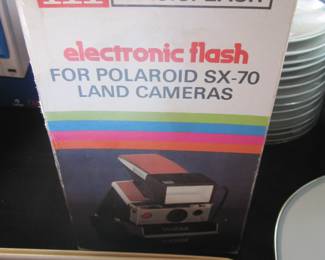 electronic flash
FOR POLAROID SX-70
LAND CAMERAS